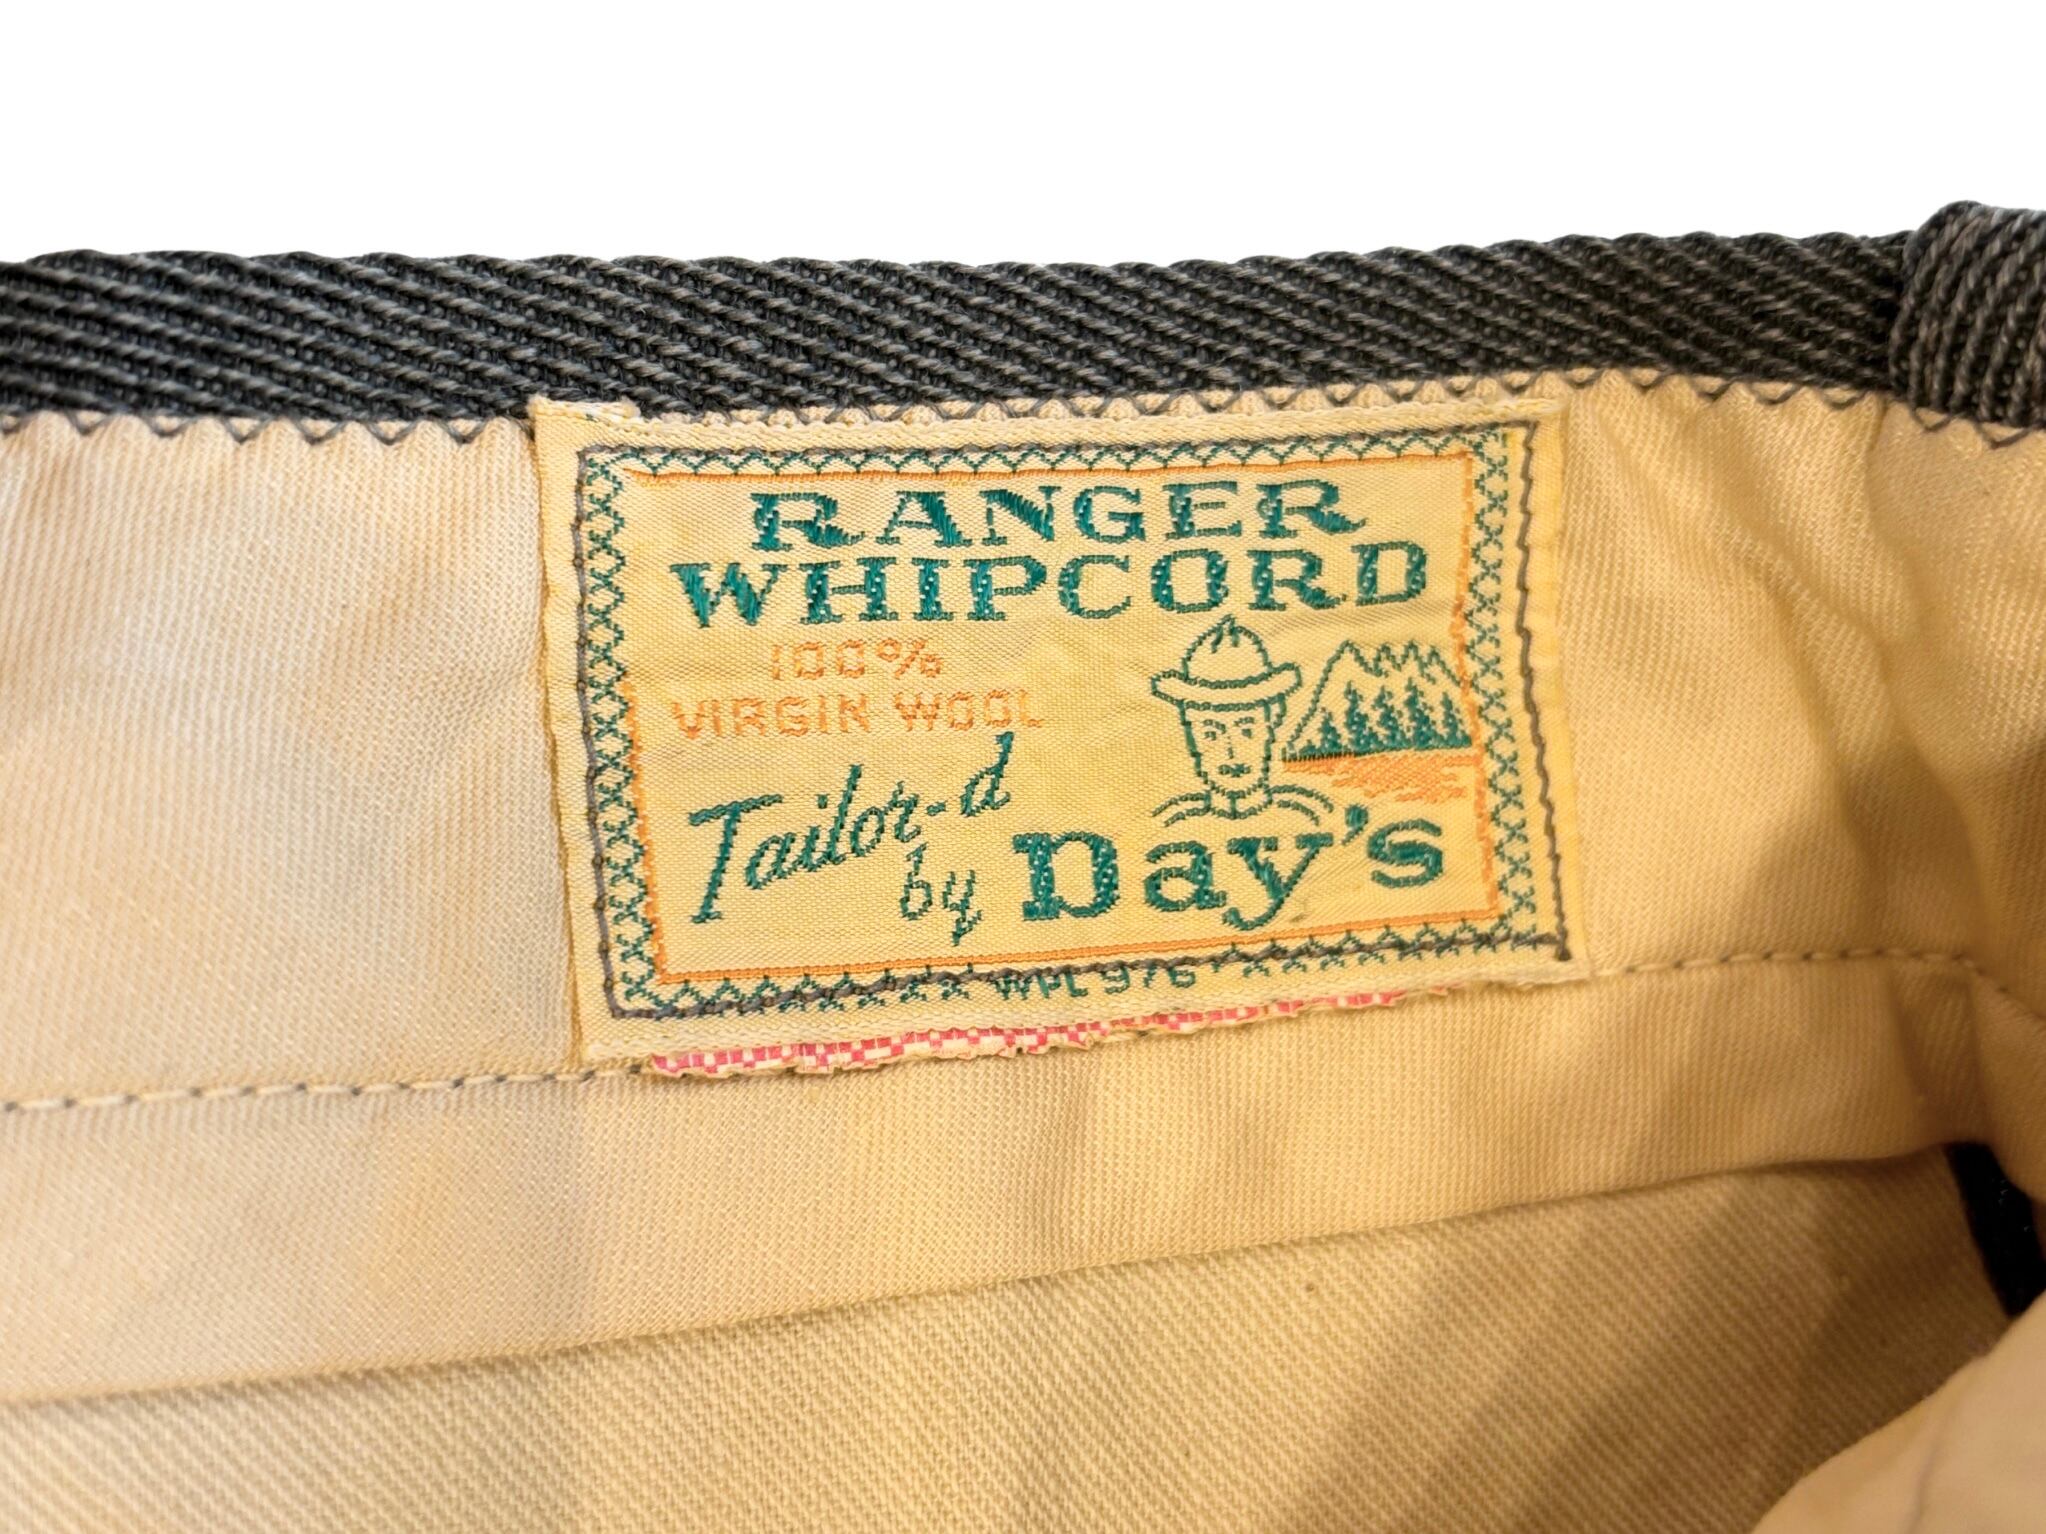 RANGER
WHIPCORD
100%
VIRGIN WOOL
Tailor-d
by Day's
WPL 976